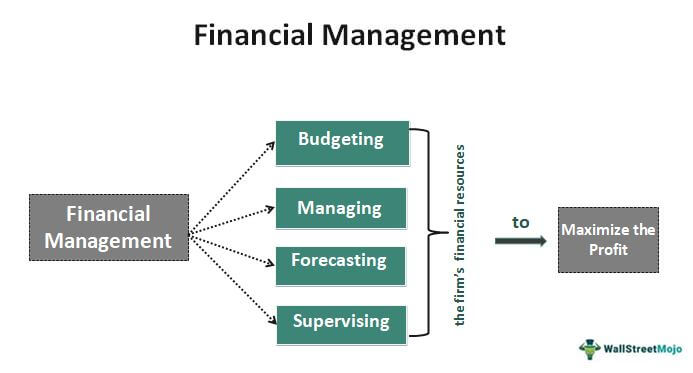 Financial Management
Financial
Management
Budgeting
Managing
Forecasting
Supervising
the firm's financial resources
to
Maximize the
Profit
WallStreetMojo